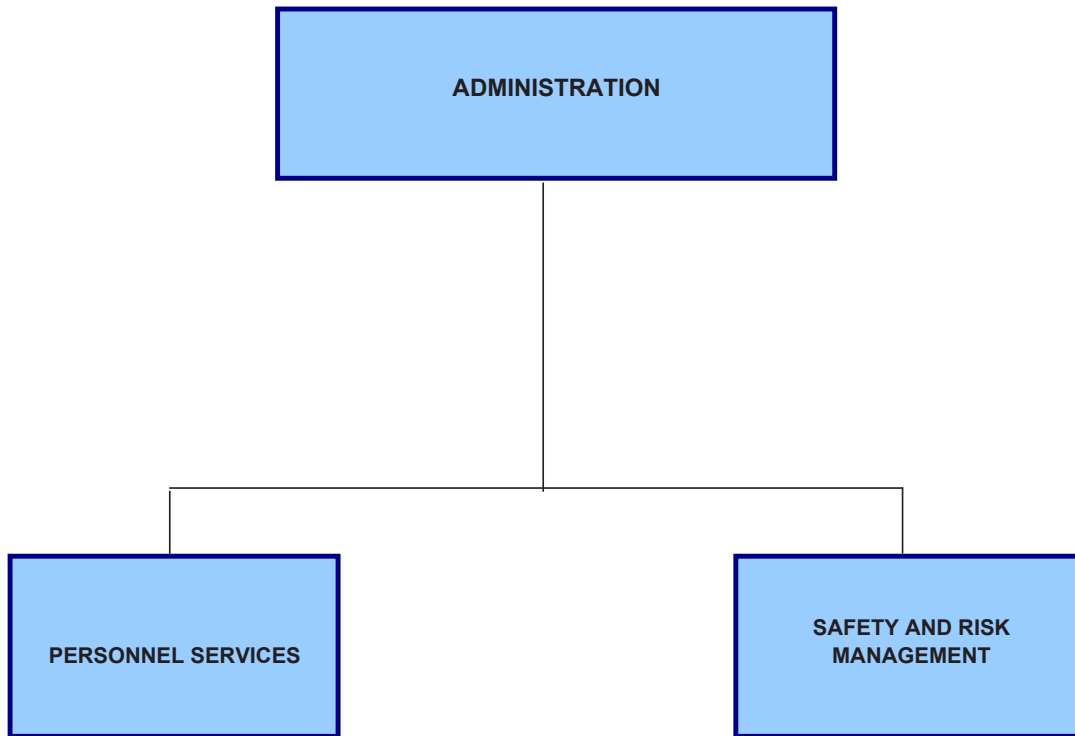 ADMINISTRATION
PERSONNEL SERVICES
SAFETY AND RISK
MANAGEMENT